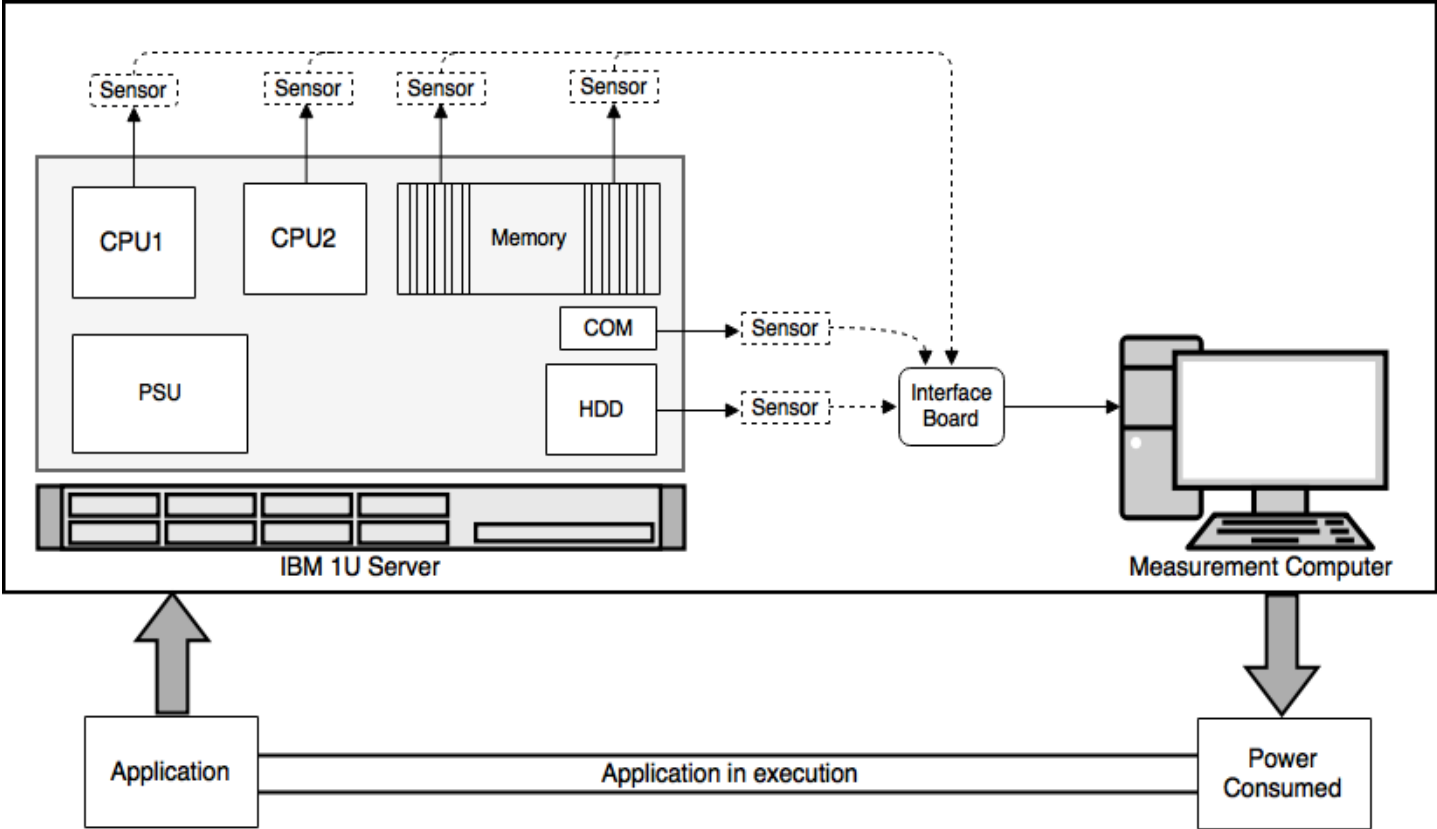 Sensor
Sensor
Sensor
Sensor
CPU1
CPU2
Memory
COM
Sensor
PSU
HDD
Sensor
Interface
Board
IBM 1U Server
Measurement Computer
Application
Application in execution
Power
Consumed